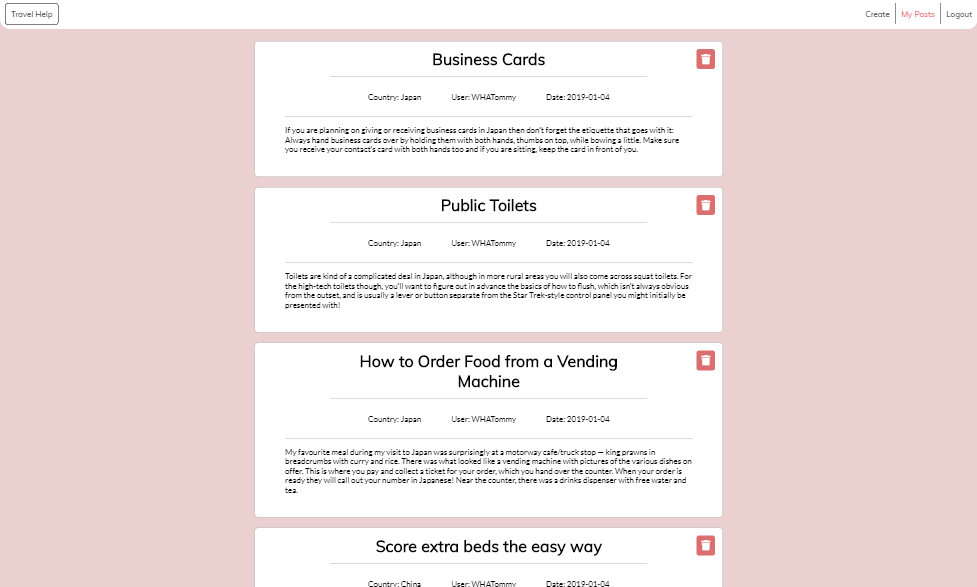 Travel Help
Create
My Posts
Logout
Business Cards
Country: Japan
User: WHATommy
Date: 2019-01-04
If you are planning on giving or receiving business cards in Japan then don't forget the etiquette that goes with it:
Always hand business cards over by holding them with both hands, thumbs on top, while bowing a little. Make sure
you receive your contact's card with both hands too and if you are sitting, keep the card in front of you.
Public Toilets
Country: Japan
User: WHATommy
Date: 2019-01-04
Toilets are kind of a complicated deal in Japan, although in more rural areas you will also come across squat toilets. For
the high-tech toilets though, you'll want to figure out in advance the basics of how to flush, which isn't always obvious
from the outset, and is usually a lever or button separate from the Star Trek-style control panel you might initially be
presented with!
How to Order Food from a Vending
Machine
Country: Japan
User: WHATommy
Date: 2019-01-04
My favourite meal during my visit to Japan was surprisingly at a motorway cafe/truck stop — king prawns in
breadcrumbs with curry and rice. There was what looked like a vending machine with pictures of the various dishes on
offer. This is where you pay and collect a ticket for your order, which you hand over the counter. When your order is
ready they will call out your number in Japanese! Near the counter, there was a drinks dispenser with free water and
tea.
Score extra beds the easy way
Country: China
User: WHATommy
Date: 2019-01-04